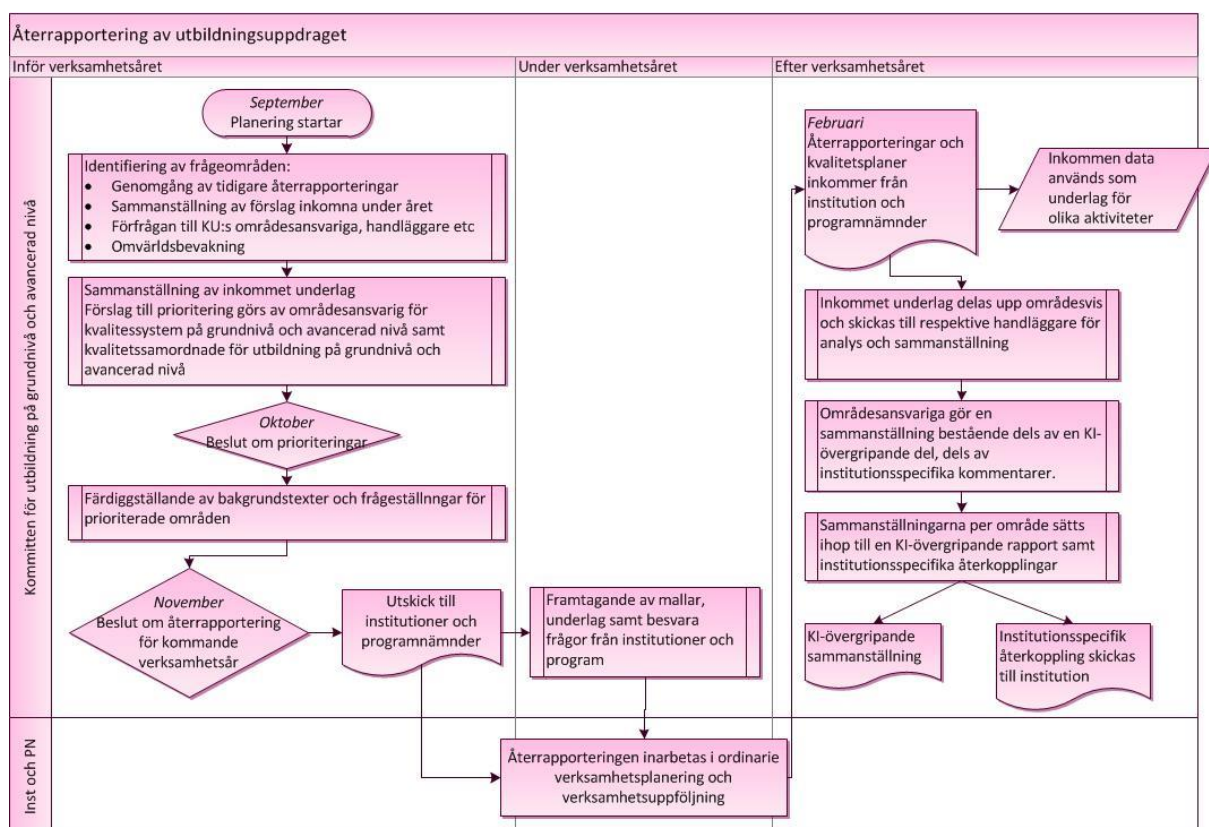 Återrapportering av utbildningsuppdraget
Inför verksamhetsåret
Under verksamhetsåret
Efter verksamhetsåret
Kommitten för utbildning på grundnivå och avancerad nivå
September
Planering startar
Identifiering av frågeområden:
• Genomgång av tidigare återrapporteringar
• Sammanställning av förslag inkomna under året
• Förfrågan till KU:s områdesansvariga, handläggare etc
• Omvärldsbevakning
Sammanställning av inkommet underlag
Förslag till prioritering görs av områdesansvarig för
kvalitessystem på grundnivå och avancerad nivå samt
kvalitetssamordnade för utbildning på grundnivå och
avancerad nivå
Oktober
Beslut om prioriteringar
Färdiggställande av bakgrundstexter och frågeställnngar för
prioriterade områden
November
Beslut om återrapportering
för kommande
verksamhetsår
Utskick till
institutioner och
programnämnder
Framtagande av mallar,
underlag samt besvara
frågor från institutioner och
program
Februari
Återrapporteringar och
kvalitetsplaner
inkommer från
institution och
programnämnder
Inkommen data
används som
underlag för
olika aktiviteter
Inkommet underlag delas upp områdesvis
och skickas till respektive handläggare för
analys och sammanställning
Områdesansvariga gör en
sammanställning bestående dels av en KI-
övergripande del, dels av
institutionsspecifika kommentarer.
Sammanställningarna per område sätts
ihop till en KI-övergripande rapport samt
institutionsspecifika återkopplingar
KI-övergripande
sammanställning
Institutionsspecifik
återkoppling skickas
till institution
Inst och PN
Återrapporteringen inarbetas i ordinarie
verksamhetsplanering och
verksamhetsuppföljning